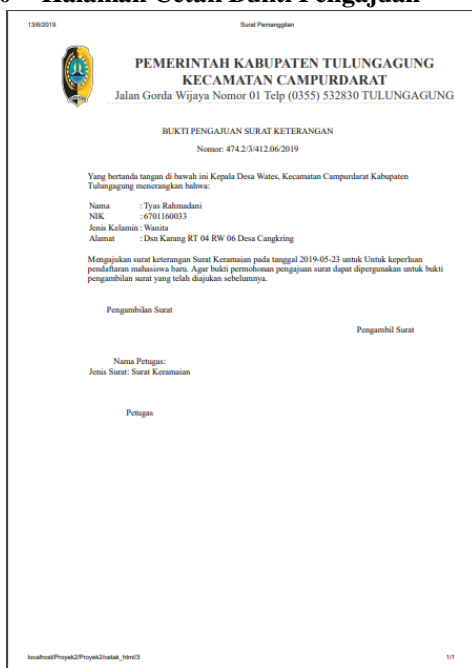 Halaman Cetak Bukti Pengajuan
13/6/2019 Surat Pemanggilan
PEMERINTAH KABUPATEN TULUNGAGUNG
KECAMATAN CAMPURDARAT
Jalan Gorda Wijaya Nomor 01 Telp (0355) 532830 TULUNGAGUNG
BUKTI PENGAJUAN SURAT KETERANGAN
Nomor: 474.2/3/412.06/2019
Yang bertanda tangan di bawah ini Kepala Desa Wates, Kecamatan Campurdarat Kabupaten
Tulungagung menerangkan bahwa:
Nama : Tyas Rahmadani
NIK : 6701160033
Jenis Kelamin : Wanita
Alamat : Dsn Karang RT 04 RW 06 Desa Cangkring
Mengajukan surat keterangan Surat Keramaian pada tanggal 2019-05-23 untuk Untuk keperluan
pendaftaran mahasiswa baru. Agar bukti permohonan pengajuan surat dapat dipergunakan untuk bukti
pengambilan surat yang telah diajukan sebelumnya.
Pengambilan Surat
Pengambil Surat
Nama Petugas:
Jenis Surat: Surat Keramaian
Petugas
localhost/Proyek2/Proyek2/cetak_html/3 1/1